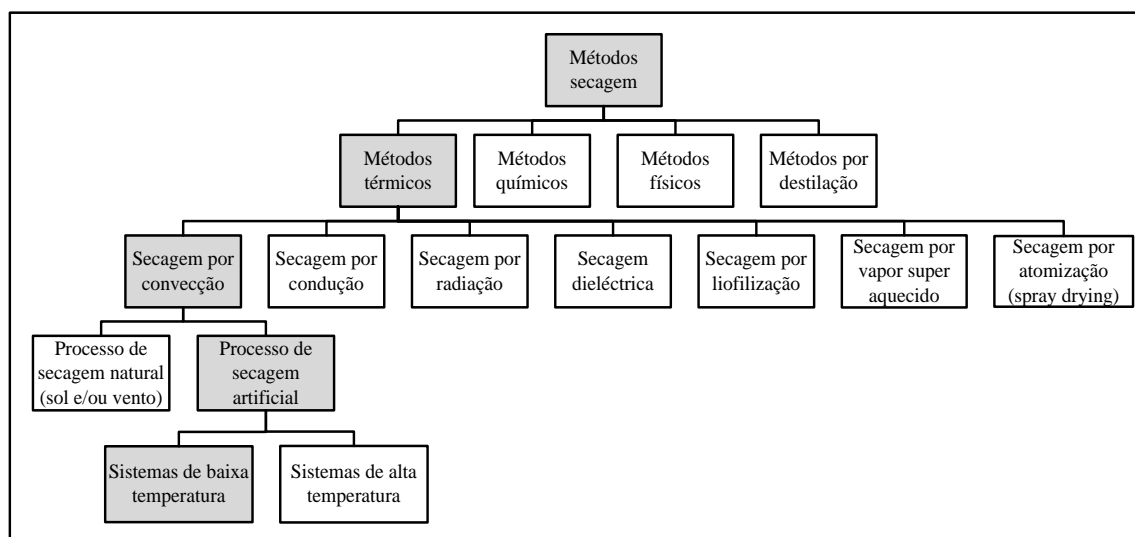 Métodos
secagem
Métodos
térmicos
Métodos
químicos
Métodos
físicos
Métodos por
destilação
Secagem por
convecção
Secagem por
condução
Secagem por
radiação
Secagem
dieléctrica
Secagem por
liofilização
Secagem por
vapor super
aquecido
Secagem por
atomização
(spray drying)
Processo de
secagem natural
(sol e/ou vento)
Processo de
secagem
artificial
Sistemas de baixa
temperatura
Sistemas de alta
temperatura